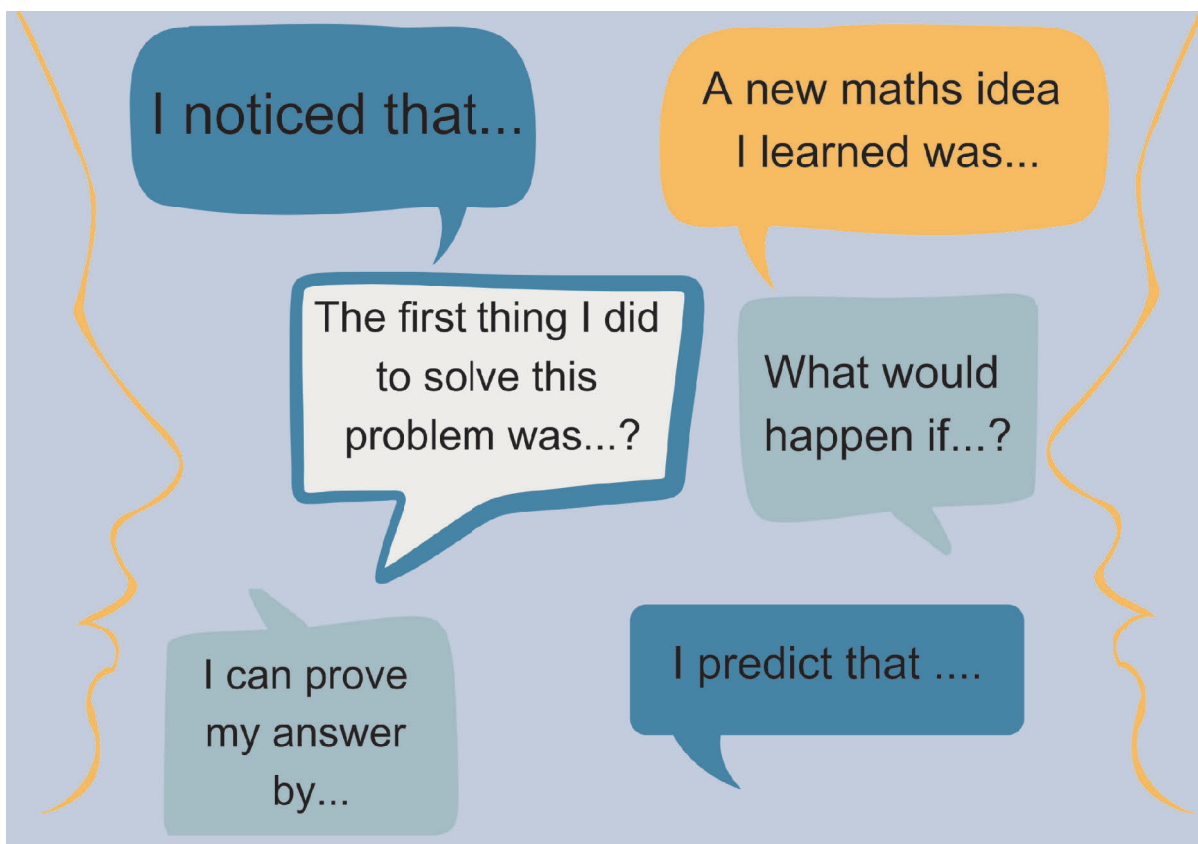 I noticed that...
A new maths idea
I learned was...
The first thing I did
to solve this
problem was...?
What would
happen if...?
I can prove
my answer
by...
I predict that ....